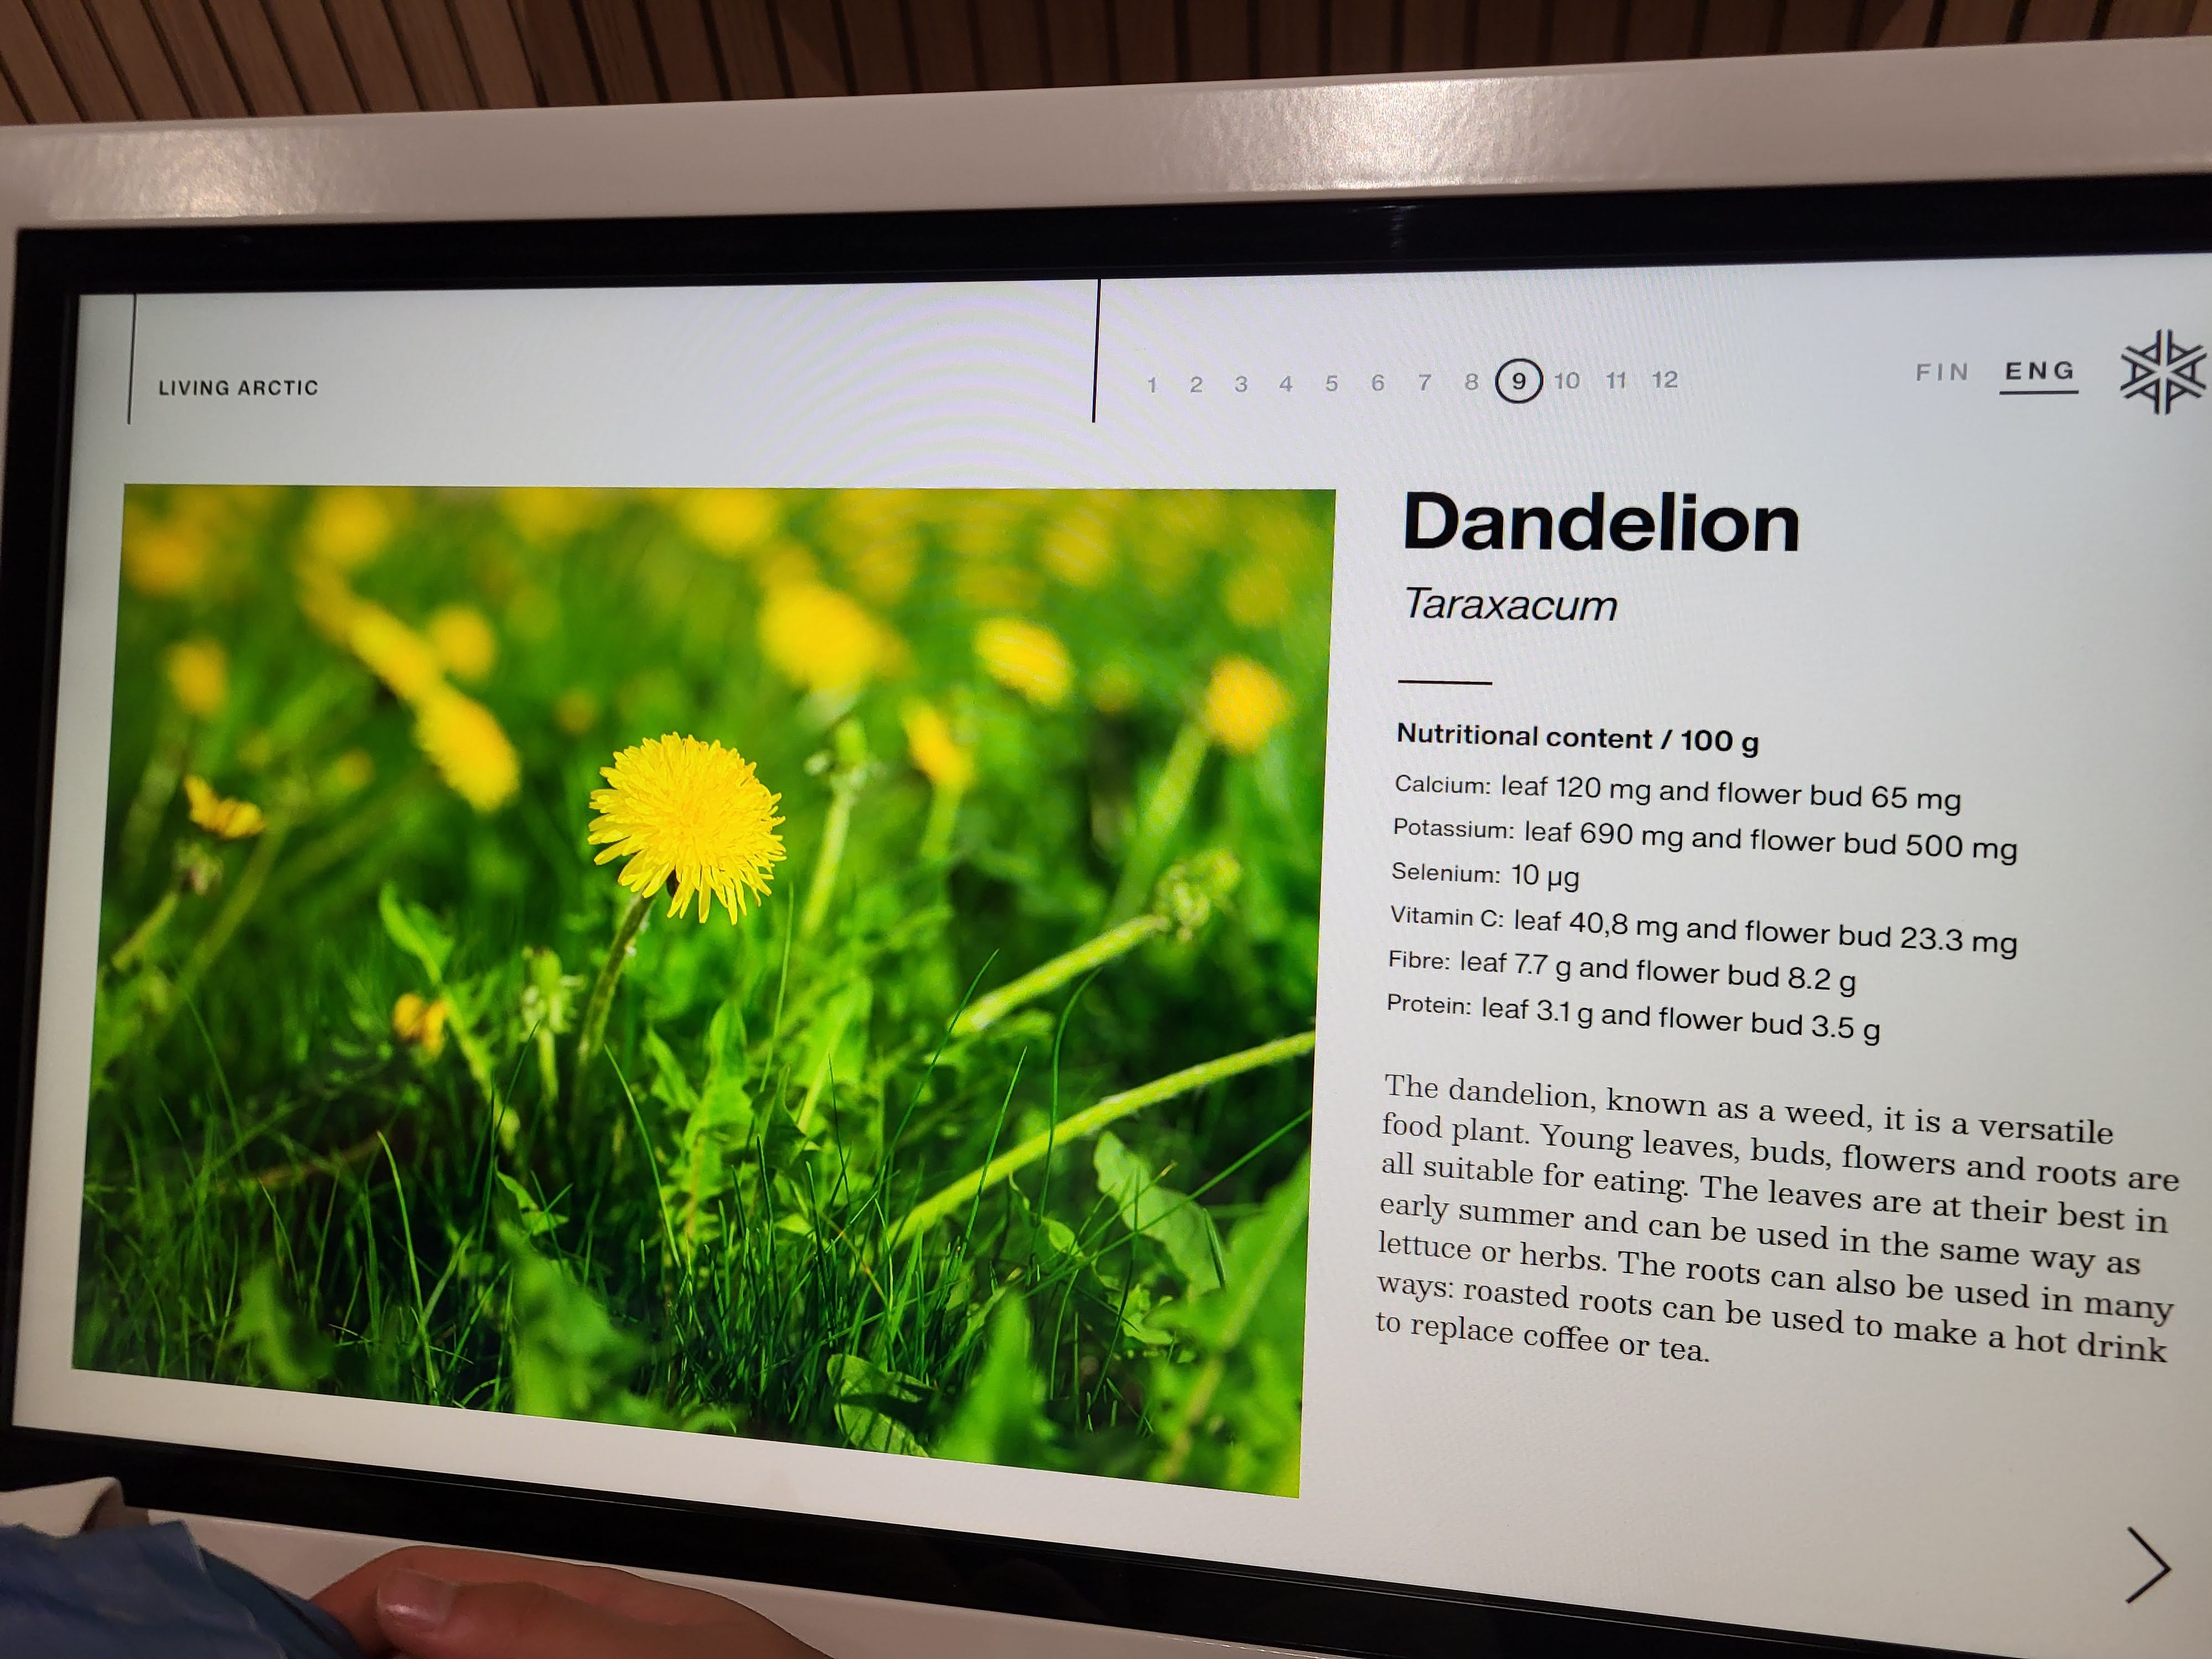 LIVING ARCTIC
1 2 3 4 5 6 7 8 9 10 11 12
FIN ENG
Dandelion
Taraxacum
Nutritional content / 100 g
Calcium: leaf 120 mg and flower bud 65 mg
Potassium: leaf 690 mg and flower bud 500 mg
Selenium: 10 µg
Vitamin C: leaf 40,8 mg and flower bud 23.3 mg
Fibre: leaf 7.7 g and flower bud 8.2 g
Protein: leaf 3.1 g and flower bud 3.5 g
The dandelion, known as a weed, it is a versatile
food plant. Young leaves, buds, flowers and roots are
all suitable for eating. The leaves are at their best in
early summer and can be used in the same way as
lettuce or herbs. The roots can also be used in many
ways: roasted roots can be used to make a hot drink
to replace coffee or tea.